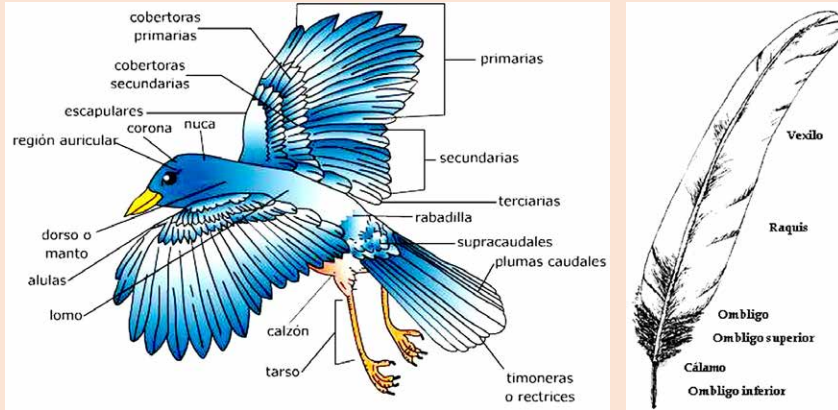 cobertoras
primarias
cobertoras
secundarias
escapulares
corona
nuca
región auricular
dorso o
manto
alulas
lomo
calzón
tarso
primarias
secundarias
terciarias
rabadilla
supracaudales
plumas caudales
timoneras
o rectrices
Vexilo
Raquis
Ombligo
Ombligo superior
Cálamo
Ombligo inferior